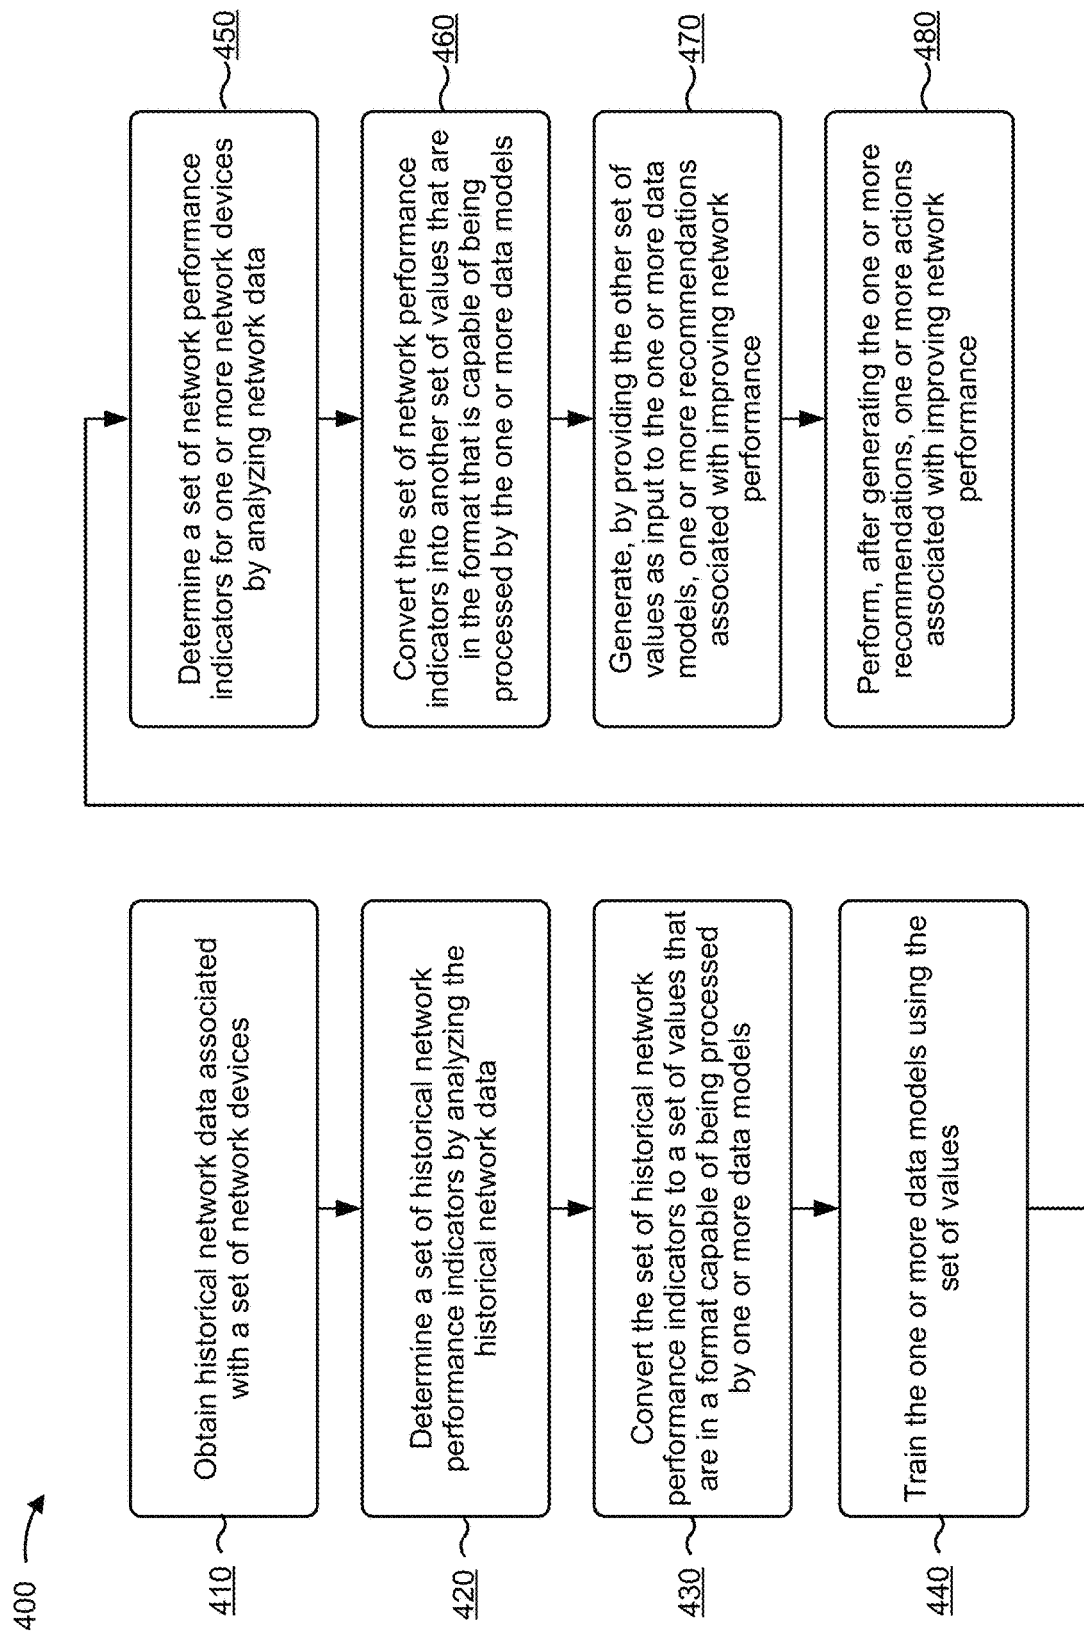 400
410
Obtain historical network data associated
with a set of network devices
420
Determine a set of historical network
performance indicators by analyzing the
historical network data
430
Convert the set of historical network
performance indicators to a set of values that
are in a format capable of being processed
by one or more data models
440
Train the one or more data models using the
set of values
450
Determine a set of network performance
indicators for one or more network devices
by analyzing network data
460
Convert the set of network performance
indicators into another set of values that are
in the format that is capable of being
processed by the one or more data models
470
Generate, by providing the other set of
values as input to the one or more data
models, one or more recommendations
associated with improving network
performance
480
Perform, after generating the one or more
recommendations, one or more actions
associated with improving network
performance